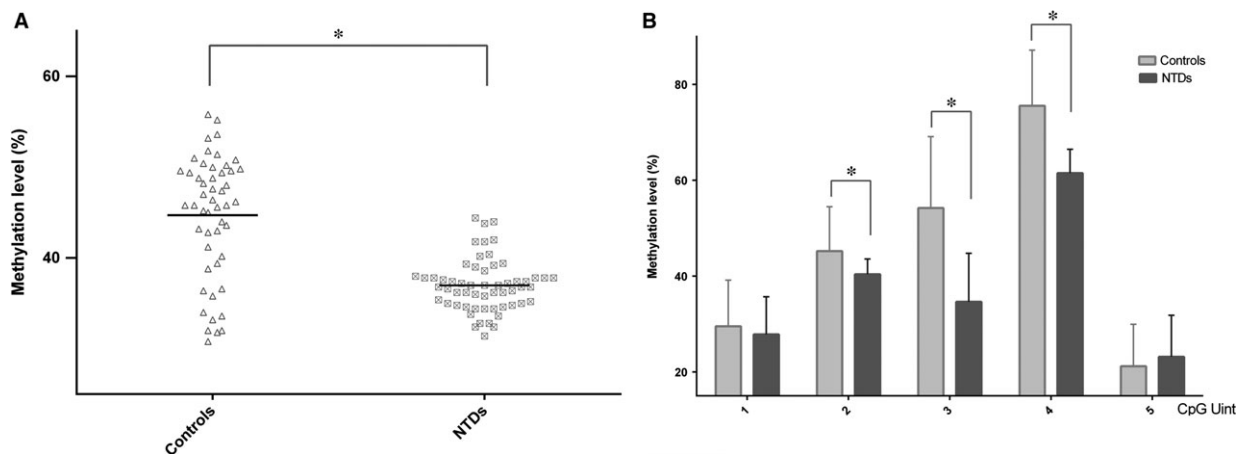 A
Methylation level (%)
60
40
*
Controls
NTDs
B
Methylation level (%)
80
60
40
20
*
*
*
Controls
NTDs
1
2
3
4
5
CpG Uint